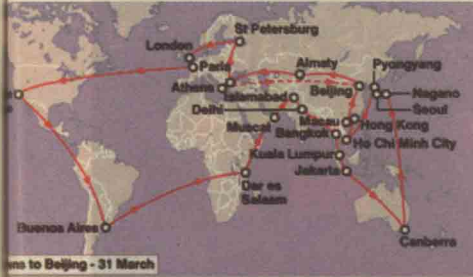 St Petersburg
London
Paris
Almaty
Pyongyang
Athens
Islamabad
Beijing
Nagano
Delhi
Seoul
Macau
Hong Kong
Muscat
Bangkok
Ho Chi Minh City
Kuala Lumpur
Jakarta
Dar es
Salaam
Buenos Aires
Canberra
to Beijing - 31 March